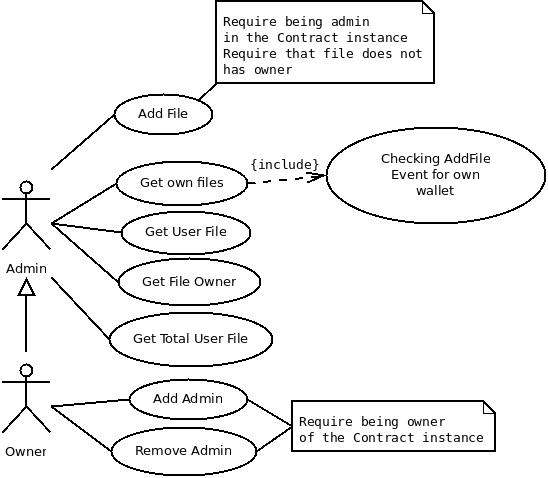 Require being admin
in the Contract instance
Require that file does not
has owner
Add File
{include}
Get own files
Checking AddFile
Event for own
wallet
Get User File
Admin
Get File Owner
Get Total User File
Add Admin
Require being owner
of the Contract instance
Owner
Remove Admin